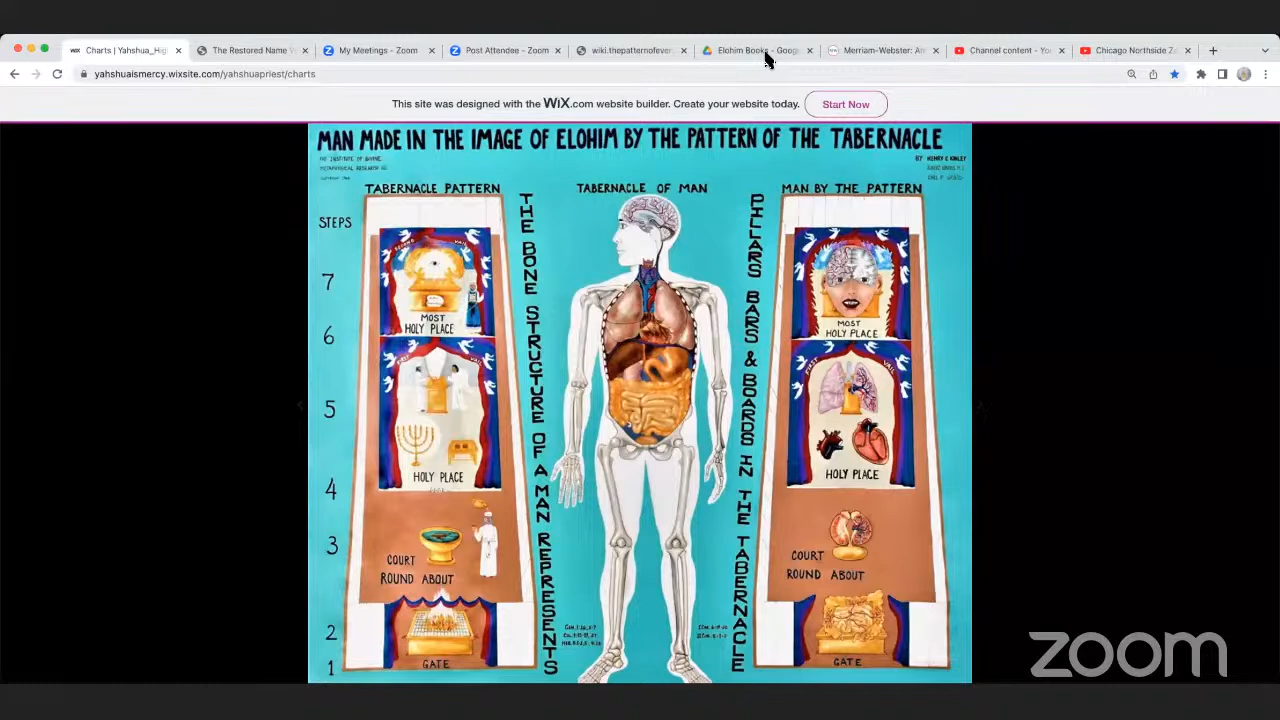 Charts | Yahshua_Hig
The Restored Name V
My Meetings - Zoom
Post Attendee - Zoom
wiki.thepatternofever
Elohim Books - Googl
Merriam-Webster: Am
Channel content - Yo
Chicago Northside Z
yahshuaismercy.wixsite.com/yahshuapriest/charts
This site was designed with the WiX.com website builder. Create your website today.
Start Now
MAN MADE IN THE IMAGE OF ELOHIM BY THE PATTERN OF THE TABERNACLE
BY HENRY C KINLEY
TABERNACLE PATTERN
TABERNACLE OF MAN
MAN BY THE PATTERN
STEPS
7
6
5
4
3
2
1
MOST
HOLY PLACE
HOLY PLACE
COURT
ROUND ABOUT
GATE
THE BONE STRUCTURE OF A MAN REPRESENTS
PILLARS BARS & BOARDS IN THE TABERNACLE
MOST
HOLY PLACE
FIRST VAIL
HOLY PLACE
COURT
ROUND ABOUT
GATE
zoom